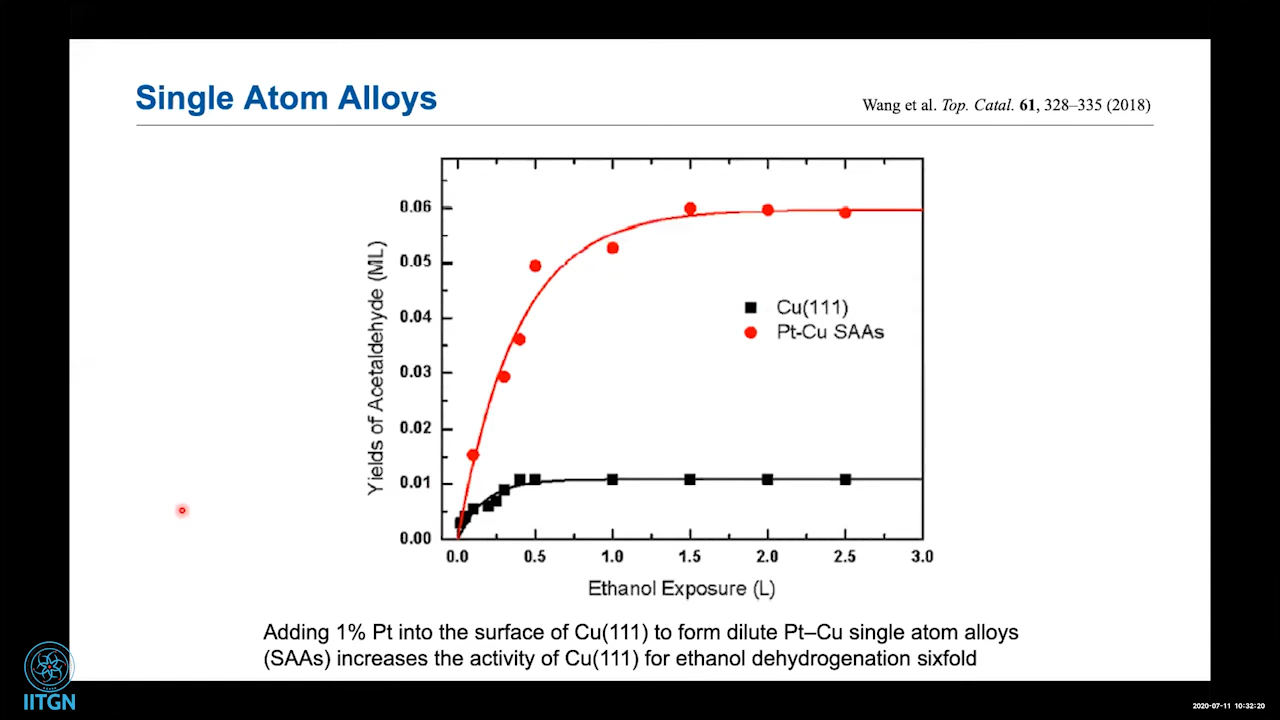 Single Atom Alloys
Wang et al. Top. Catal. 61, 328–335 (2018)
Yields of Acetaldehyde (ML)
0.06
0.05
0.04
0.03
0.02
0.01
0.00
Cu(111)
Pt-Cu SAAs
0.0 0.5 1.0 1.5 2.0 2.5 3.0
Ethanol Exposure (L)
Adding 1% Pt into the surface of Cu(111) to form dilute Pt–Cu single atom alloys
(SAAs) increases the activity of Cu(111) for ethanol dehydrogenation sixfold
IITGN
2020-07-11 10:32:20